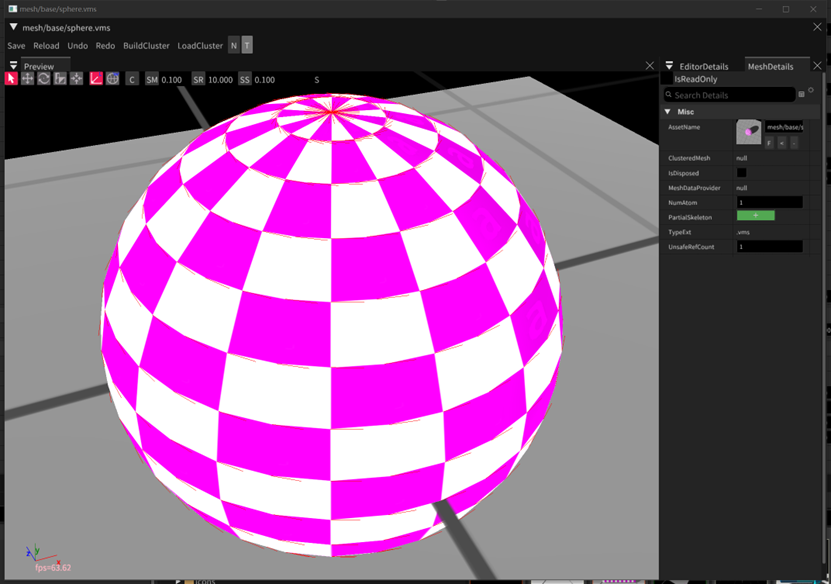 mesh/base/sphere.vms
mesh/base/sphere.vms
Save Reload Undo Redo BuildCluster LoadCluster N T
Preview
C SM 0.100 SR 10.000 SS 0.100 S
EditorDetails MeshDetails
IsReadOnly
Search Details
Misc
AssetName mesh/base/s
F < -
ClusteredMesh null
IsDisposed
MeshDataProvider null
NumAtom 1
PartialSkeleton +
TypeExt .vms
UnsafeRefCount 1
z y x
fps=63.62
icons